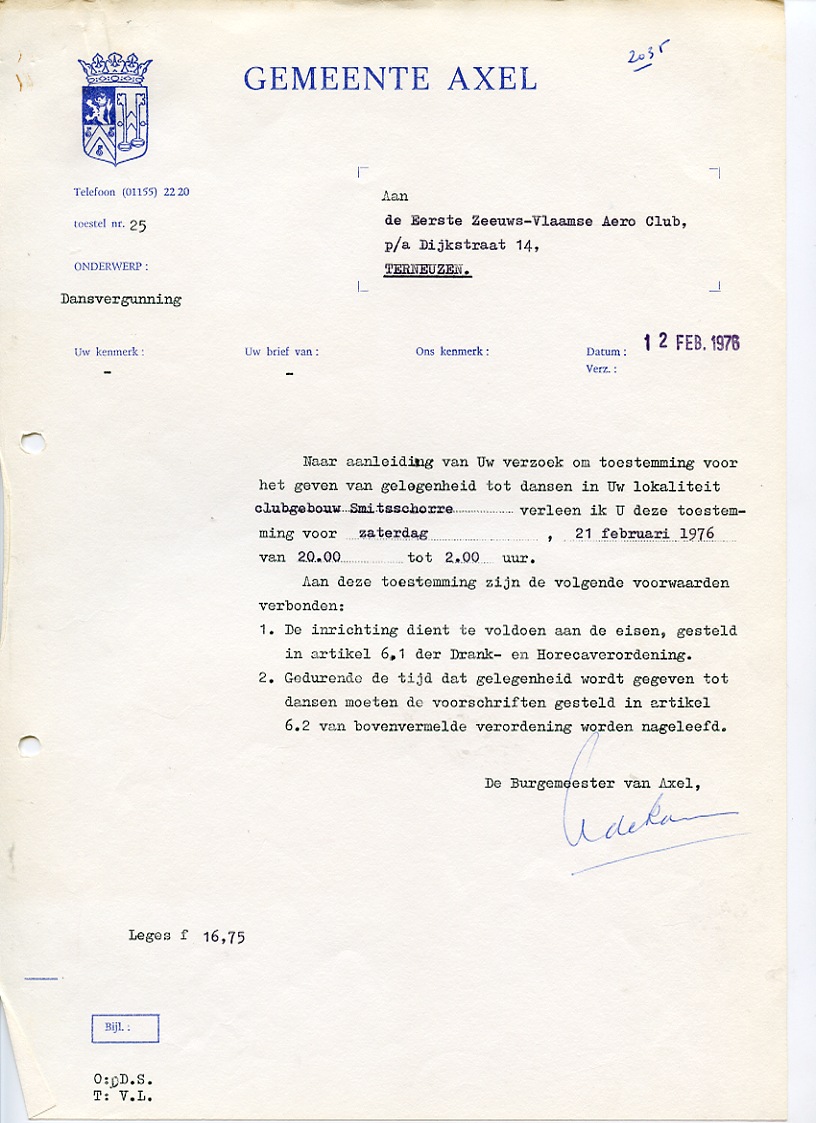 2035
GEMEENTE AXEL
Telefoon (01155) 22 20
toestel nr. 25
ONDERWERP :
Dansvergunning
Aan
de Eerste Zeeuws-Vlaamse Aero Club,
p/a Dijkstraat 14,
TERNEUZEN.
Uw kenmerk :
-
Uw brief van :
-
Ons kenmerk :
Datum : 12 FEB. 1976
Verz. :
Naar aanleiding van Uw verzoek om toestemming voor
het geven van gelegenheid tot dansen in Uw lokaliteit
clubgebouw Smitsschorre verleen ik U deze toestem-
ming voor zaterdag , 21 februari 1976
van 20.00 tot 2.00 uur.
Aan deze toestemming zijn de volgende voorwaarden
verbonden:
1. De inrichting dient te voldoen aan de eisen, gesteld
in artikel 6.1 der Drank- en Horecaverordening.
2. Gedurende de tijd dat gelegenheid wordt gegeven tot
dansen moeten de voorschriften gesteld in artikel
6.2 van bovenvermelde verordening worden nageleefd.
De Burgemeester van Axel,
Leges f 16,75
Bijl. :
O: D.S.
T: V.L.